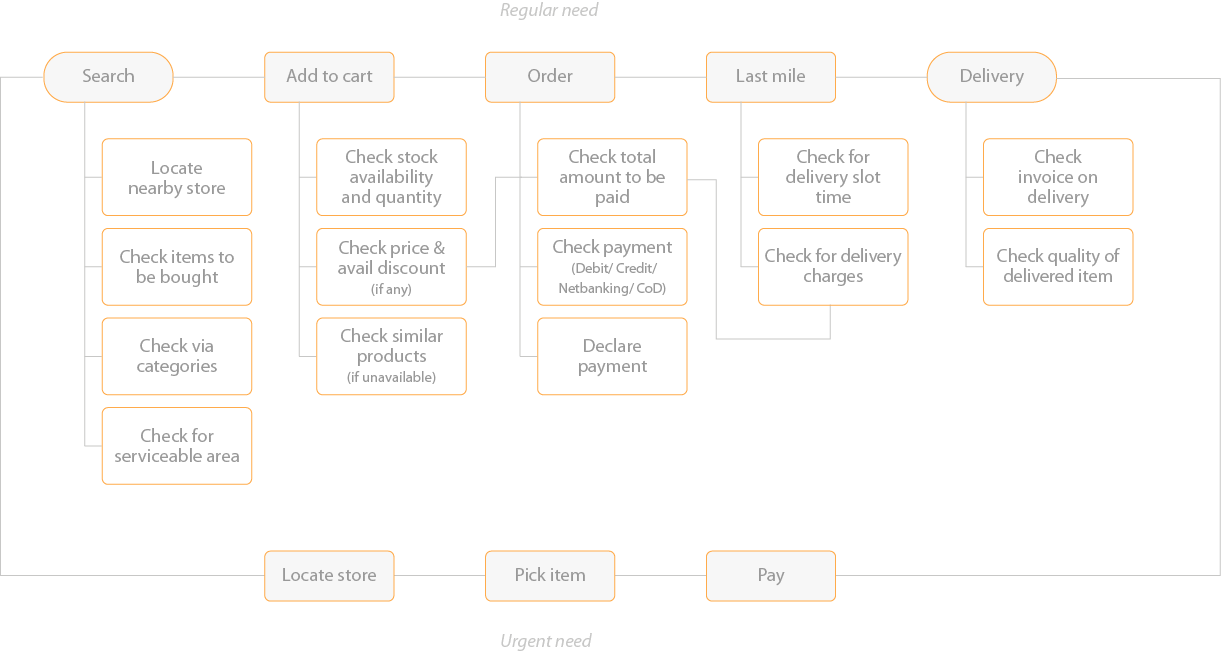 Regular need
Search
Add to cart
Order
Last mile
Delivery
Locate
nearby store
Check items to
be bought
Check via
categories
Check for
serviceable area
Check stock
availability
and quantity
Check price &
avail discount
(if any)
Check similar
products
(if unavailable)
Check total
amount to be
paid
Check payment
(Debit/ Credit/
Netbanking/ CoD)
Declare
payment
Check for
delivery slot
time
Check for delivery
charges
Check
invoice on
delivery
Check quality of
delivered item
Locate store
Pick item
Pay
Urgent need